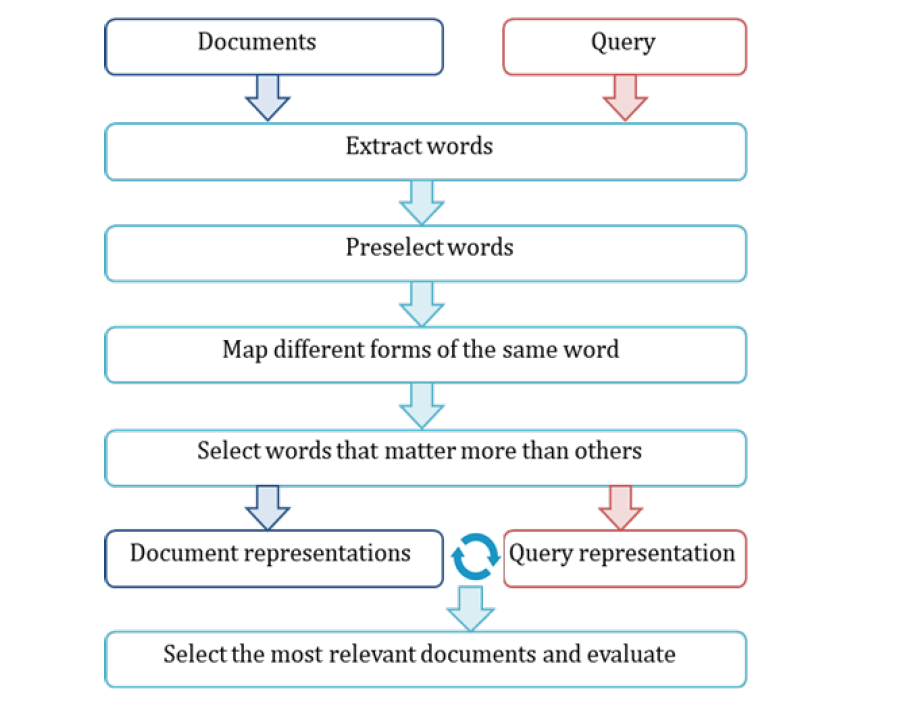 Documents
Query
Extract words
Preselect words
Map different forms of the same word
Select words that matter more than others
Document representations
Query representation
Select the most relevant documents and evaluate